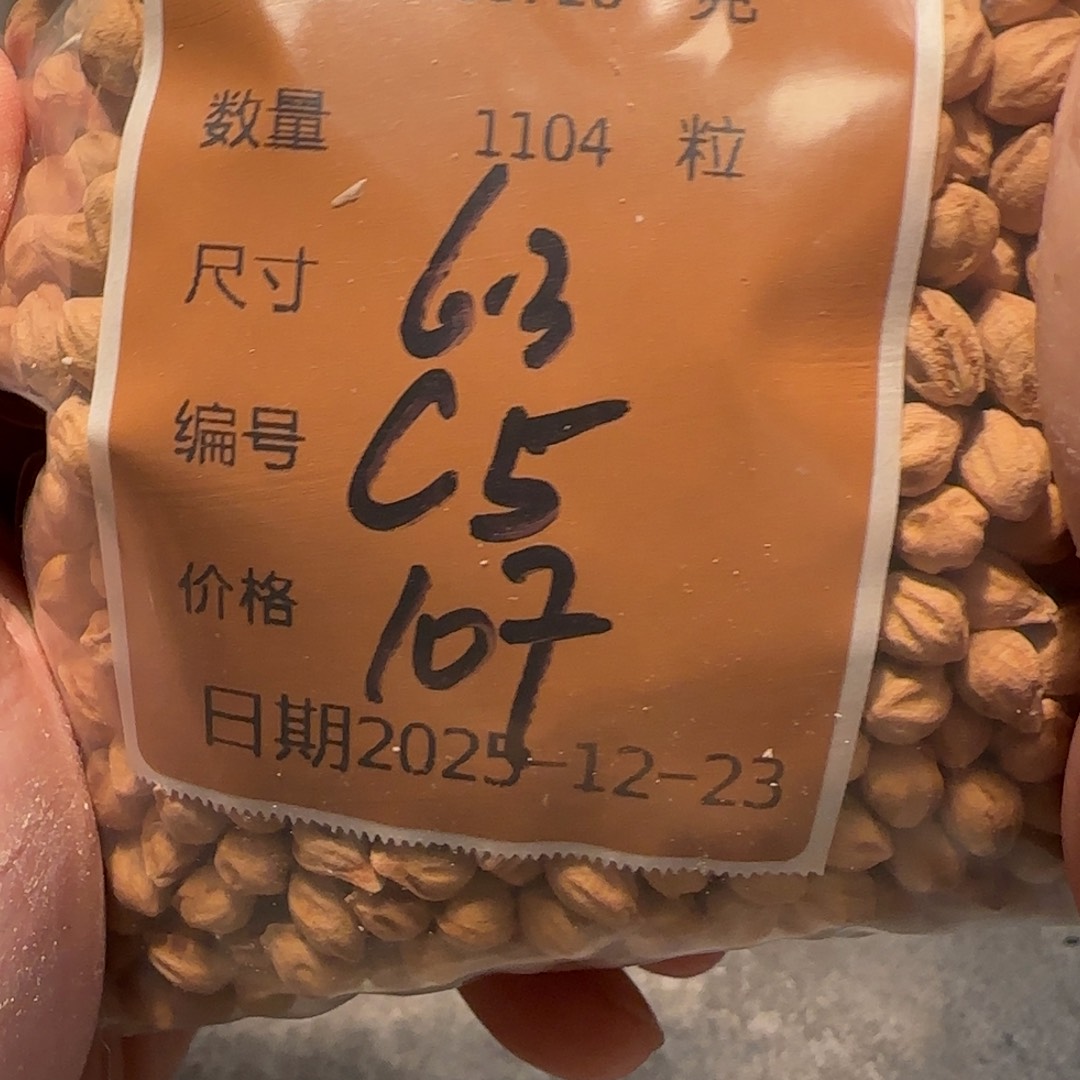 克
数量 1104 粒
尺寸 6.3
编号 C5
价格 107
日期2025-12-23